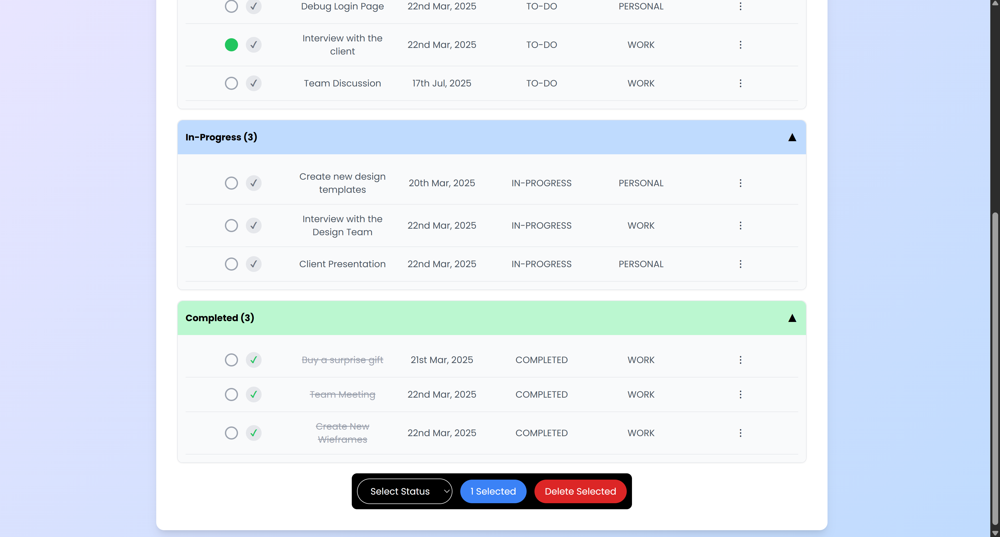 Debug Login Page 22nd Mar, 2025 TO-DO PERSONAL
Interview with the
client 22nd Mar, 2025 TO-DO WORK
Team Discussion 17th Jul, 2025 TO-DO WORK
In-Progress (3)
Create new design
templates 20th Mar, 2025 IN-PROGRESS PERSONAL
Interview with the
Design Team 22nd Mar, 2025 IN-PROGRESS WORK
Client Presentation 22nd Mar, 2025 IN-PROGRESS PERSONAL
Completed (3)
Buy a surprise gift 21st Mar, 2025 COMPLETED WORK
Team Meeting 22nd Mar, 2025 COMPLETED WORK
Create New
Wieframes 22nd Mar, 2025 COMPLETED WORK
Select Status 1 Selected Delete Selected